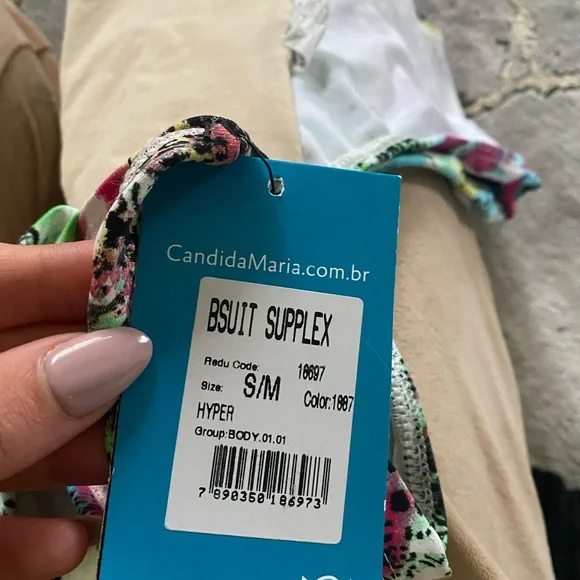 CandidaMaria.com.br
BSUIT SUPPLEX
Redu Code: 18697
Size: S/M Color:1887
HYPER
Group:BODY.01.01
7 890350 186973